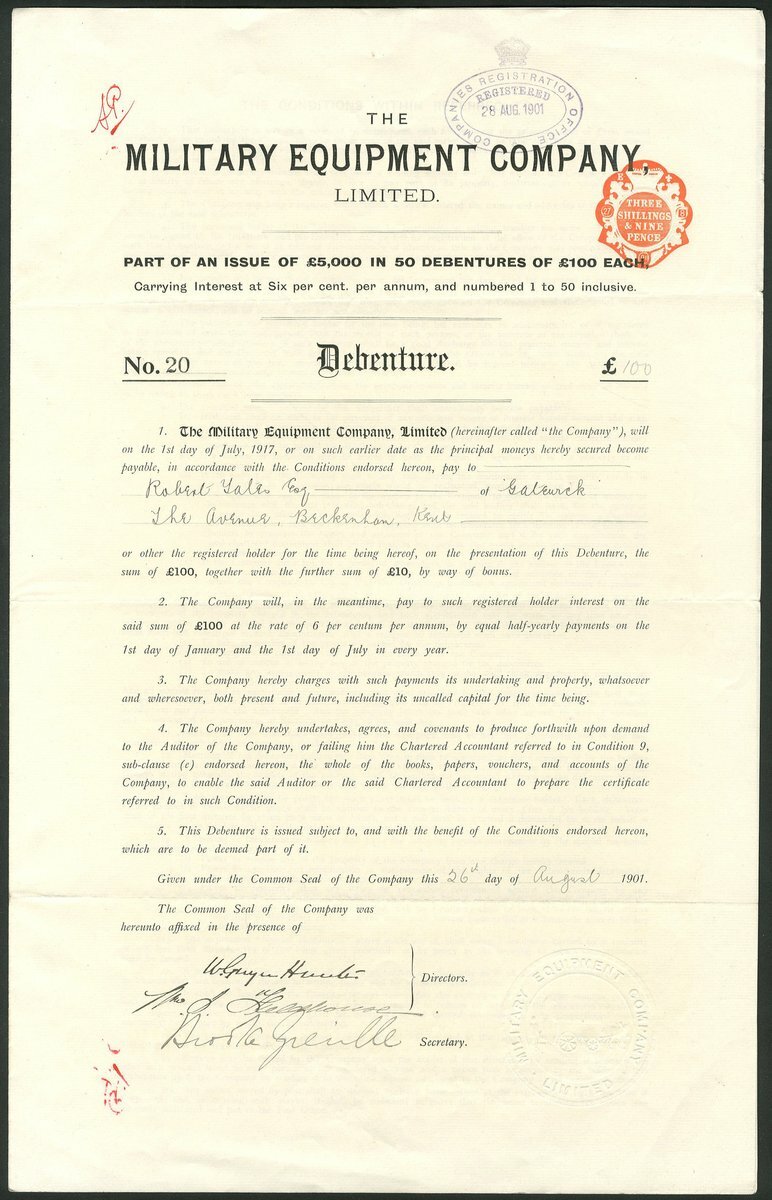 COMPANIES REGISTRATION OFFICE
REGISTERED
28 AUG. 1901
THE
MILITARY EQUIPMENT COMPANY,
LIMITED.
THREE
SHILLINGS
& NINE
PENCE
PART OF AN ISSUE OF £5,000 IN 50 DEBENTURES OF £100 EACH,
Carrying Interest at Six per cent. per annum, and numbered 1 to 50 inclusive.
No. 20 Debenture. £ 100
1. The Military Equipment Company, Limited (hereinafter called "the Company"), will
on the 1st day of July, 1917, or on such earlier date as the principal moneys hereby secured become
payable, in accordance with the Conditions endorsed hereon, pay to
Robert Yates Esq of
The Avenue, Beckenham, Kent
or other the registered holder for the time being hereof, on the presentation of this Debenture, the
sum of £100, together with the further sum of £10, by way of bonus.
2. The Company will, in the meantime, pay to such registered holder interest on the
said sum of £100 at the rate of 6 per centum per annum, by equal half-yearly payments on the
1st day of January and the 1st day of July in every year.
3. The Company hereby charges with such payments its undertaking and property, whatsoever
and wheresoever, both present and future, including its uncalled capital for the time being.
4. The Company hereby undertakes, agrees, and covenants to produce forthwith upon demand
to the Auditor of the Company, or failing him the Chartered Accountant referred to in Condition 9,
sub-clause (c) endorsed hereon, the whole of the books, papers, vouchers, and accounts of the
Company, to enable the said Auditor or the said Chartered Accountant to prepare the certificate
referred to in such Condition.
5. This Debenture is issued subject to, and with the benefit of the Conditions endorsed hereon,
which are to be deemed part of it.
Given under the Common Seal of the Gompany this 26th day of August 1901.
The Common Seal of the Company was
hereunto affixed in the presence of
Hunter
Directors.
Brooke Greville Secretary.
MILITARY EQUIPMENT COMPANY
LIMITED